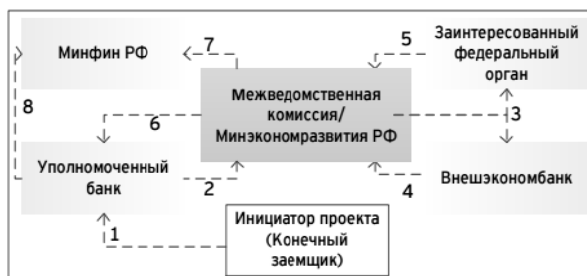 7
5
Заинтересованный
федеральный
орган
Минфин РФ
Межведомственная
комиссия/
Минэкономразвития РФ
8
6
3
Уполномоченный
банк
2
4
Внешэкономбанк
1
Инициатор проекта
(Конечный
заемщик)